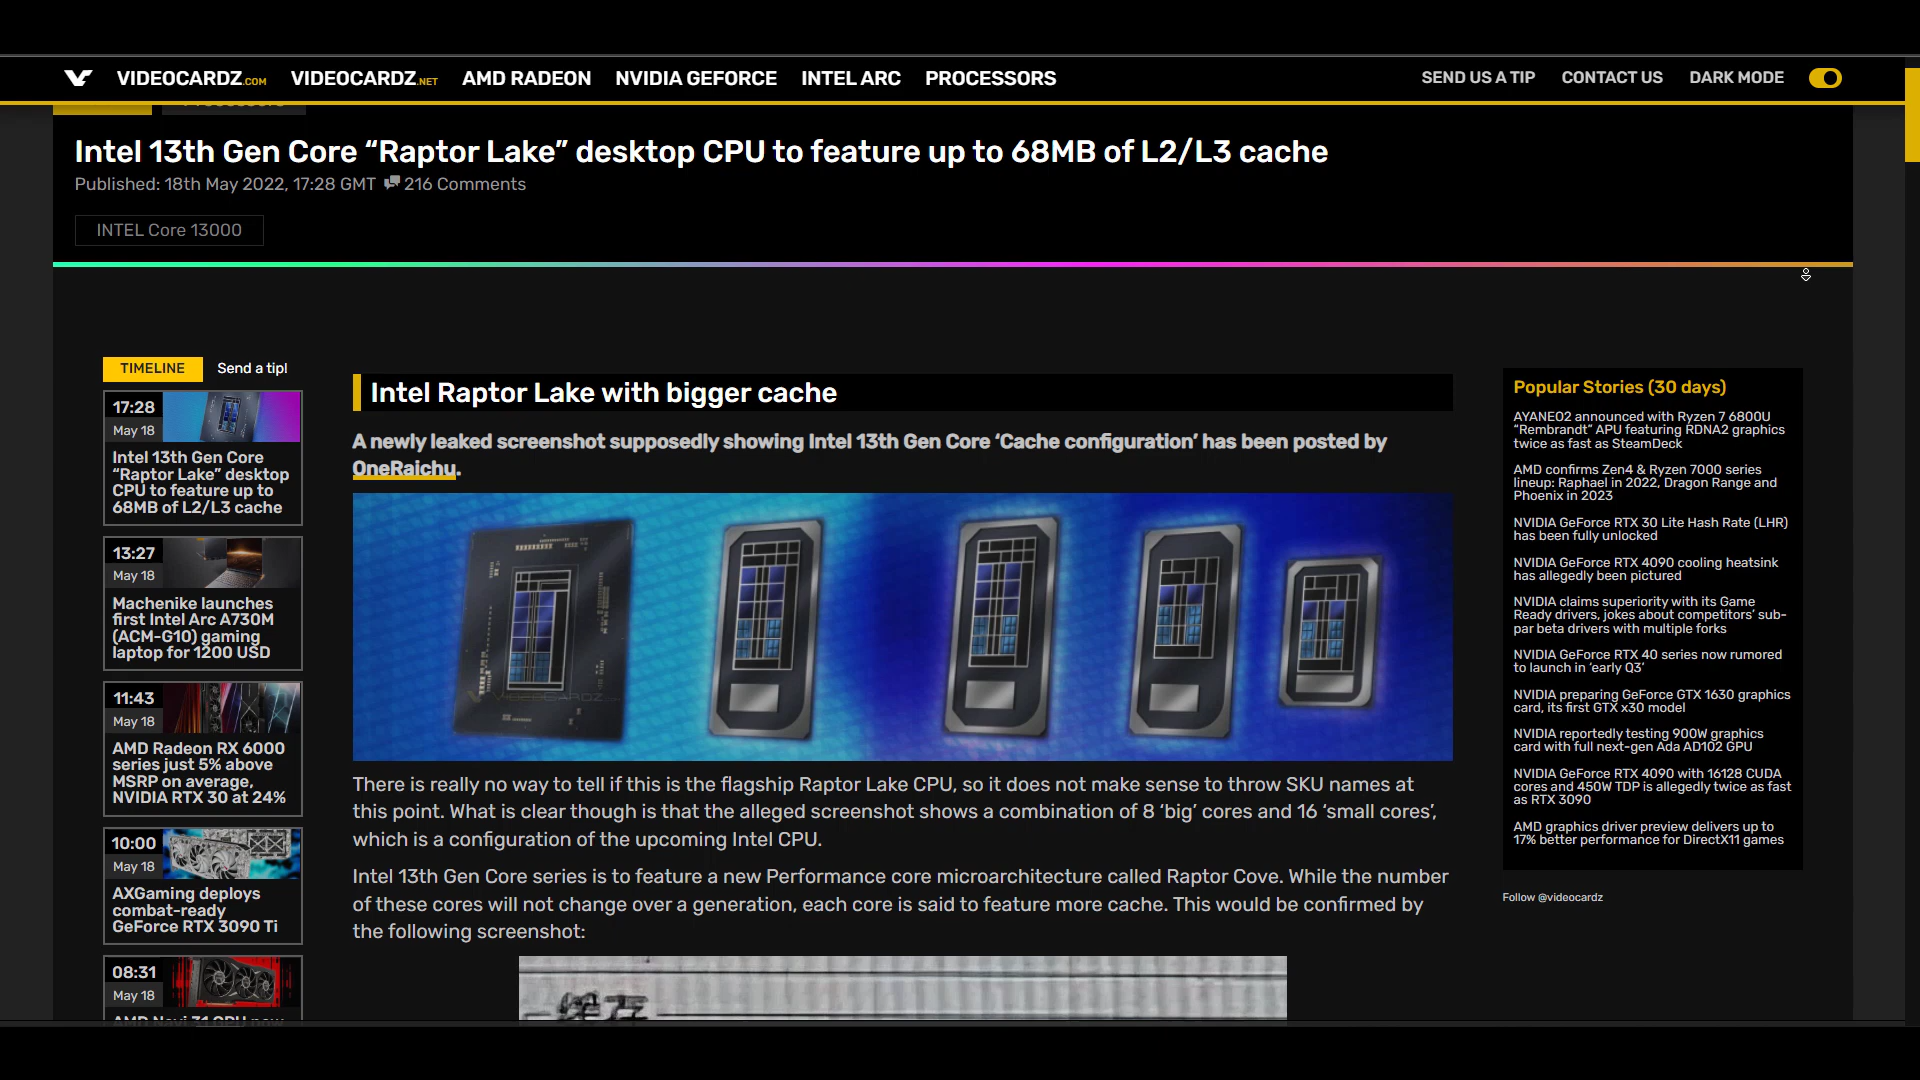 VIDEOCARDZ.COM VIDEOCARDZ.NET AMD RADEON NVIDIA GEFORCE INTEL ARC PROCESSORS SEND US A TIP CONTACT US DARK MODE
Intel 13th Gen Core “Raptor Lake” desktop CPU to feature up to 68MB of L2/L3 cache
Published: 18th May 2022, 17:28 GMT 216 Comments
INTEL Core 13000
TIMELINE Send a tip!
17:28
May 18
Intel 13th Gen Core
“Raptor Lake” desktop
CPU to feature up to
68MB of L2/L3 cache
13:27
May 18
Machenike launches
first Intel Arc A730M
(ACM-G10) gaming
laptop for 1200 USD
11:43
May 18
AMD Radeon RX 6000
series just 5% above
MSRP on average,
NVIDIA RTX 30 at 24%
10:00
May 18
AXGaming deploys
combat-ready
GeForce RTX 3090 Ti
08:31
May 18
Intel Raptor Lake with bigger cache
A newly leaked screenshot supposedly showing Intel 13th Gen Core ‘Cache configuration’ has been posted by
OneRaichu.
There is really no way to tell if this is the flagship Raptor Lake CPU, so it does not make sense to throw SKU names at
this point. What is clear though is that the alleged screenshot shows a combination of 8 ‘big’ cores and 16 ‘small cores’,
which is a configuration of the upcoming Intel CPU.
Intel 13th Gen Core series is to feature a new Performance core microarchitecture called Raptor Cove. While the number
of these cores will not change over a generation, each core is said to feature more cache. This would be confirmed by
the following screenshot:
Popular Stories (30 days)
AYANEO2 announced with Ryzen 7 6800U
“Rembrandt” APU featuring RDNA2 graphics
twice as fast as SteamDeck
AMD confirms Zen4 & Ryzen 7000 series
lineup: Raphael in 2022, Dragon Range and
Phoenix in 2023
NVIDIA GeForce RTX 30 Lite Hash Rate (LHR)
has been fully unlocked
NVIDIA GeForce RTX 4090 cooling heatsink
has allegedly been pictured
NVIDIA claims superiority with its Game
Ready drivers, jokes about competitors’ sub-
par beta drivers with multiple forks
NVIDIA GeForce RTX 40 series now rumored
to launch in ‘early Q3’
NVIDIA preparing GeForce GTX 1630 graphics
card, its first GTX x30 model
NVIDIA reportedly testing 900W graphics
card with full next-gen Ada AD102 GPU
NVIDIA GeForce RTX 4090 with 16128 CUDA
cores and 450W TDP is allegedly twice as fast
as RTX 3090
AMD graphics driver preview delivers up to
17% better performance for DirectX11 games
Follow @videocardz